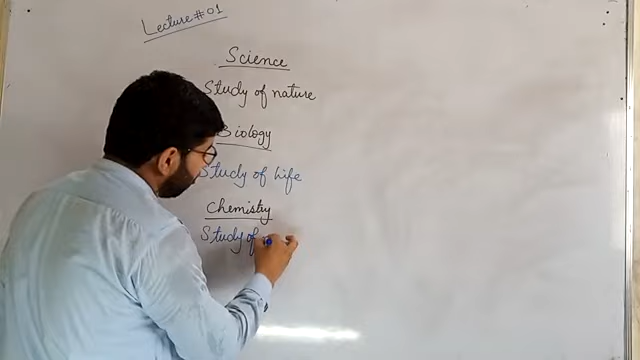 Lecture # 01
Science
Study of nature
Biology
Study of life
Chemistry
Study of